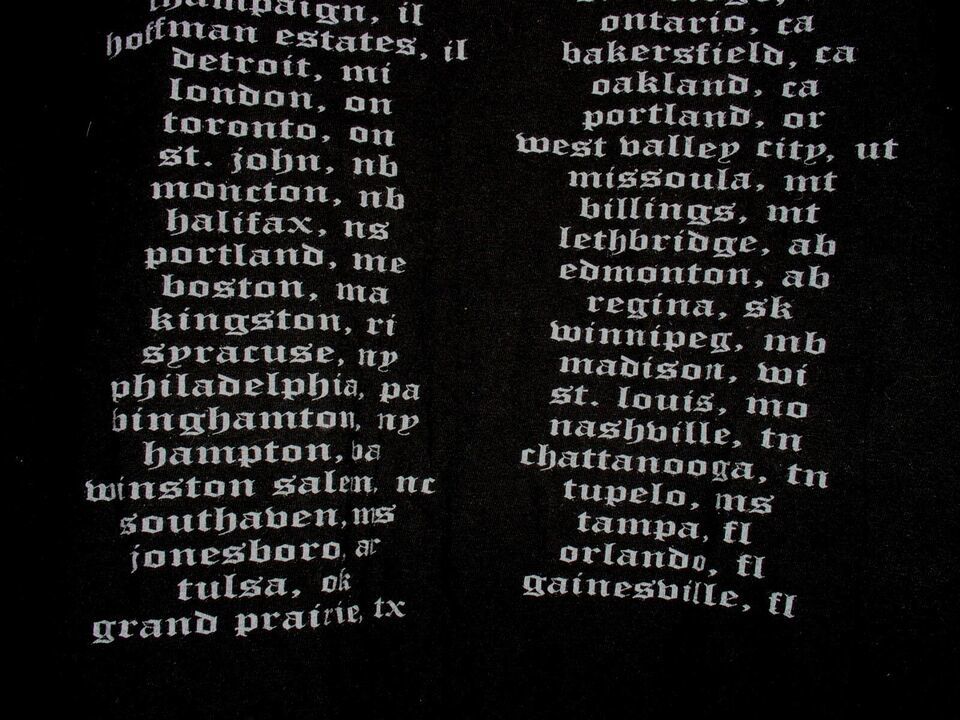 champaign, il
hoffman estates, il
detroit, mi
london, on
toronto, on
st. john, nb
moncton, nb
halifax, ns
portland, me
boston, ma
kingston, ri
syracuse, ny
philadelphia, pa
binghamton, ny
hampton, va
winston salem, nc
southaven, ms
jonesboro, ar
tulsa, ok
grand prairie, tx
ontario, ca
bakersfield, ca
oakland, ca
portland, or
west valley city, ut
missoula, mt
billings, mt
lethbridge, ab
edmonton, ab
regina, sk
winnipeg, mb
madison, wi
st. louis, mo
nashville, tn
chattanooga, tn
tupelo, ms
tampa, fl
orlando, fl
gainesville, fl